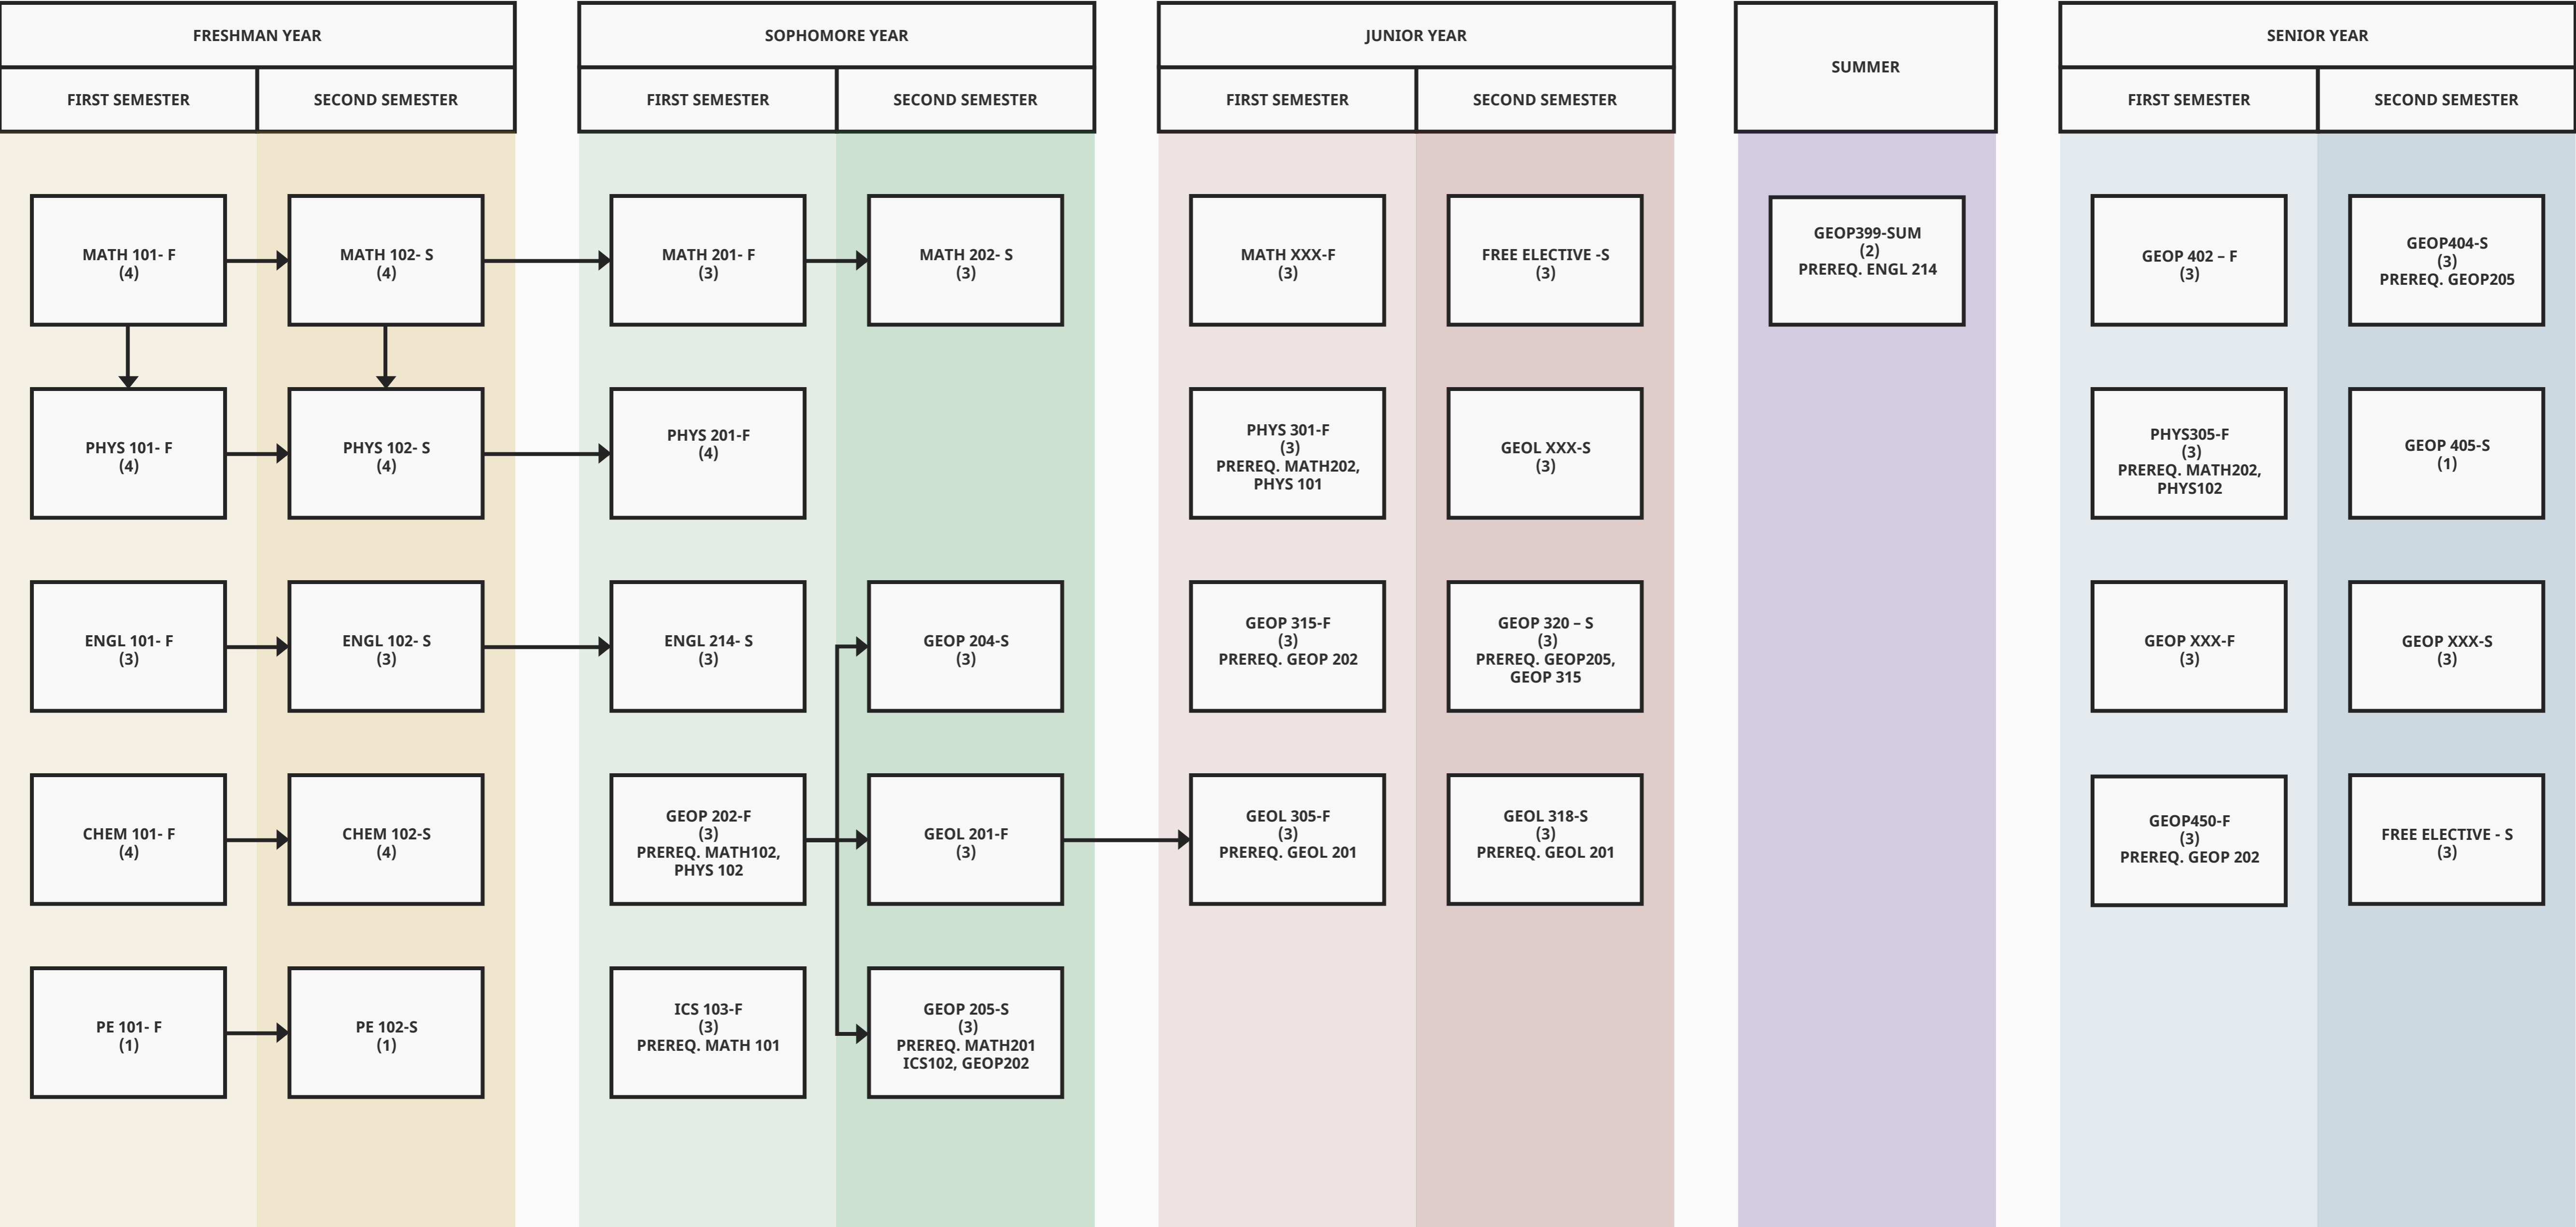 FRESHMAN YEAR
FIRST SEMESTER
SECOND SEMESTER
SOPHOMORE YEAR
FIRST SEMESTER
SECOND SEMESTER
JUNIOR YEAR
FIRST SEMESTER
SECOND SEMESTER
SUMMER
SENIOR YEAR
FIRST SEMESTER
SECOND SEMESTER
MATH 101- F
(4)
MATH 102- S
(4)
MATH 201- F
(3)
MATH 202- S
(3)
MATH XXX-F
(3)
FREE ELECTIVE -S
(3)
GEOP399-SUM
(2)
PREREQ. ENGL 214
GEOP 402 – F
(3)
GEOP404-S
(3)
PREREQ. GEOP205
PHYS 101- F
(4)
PHYS 102- S
(4)
PHYS 201-F
(4)
PHYS 301-F
(3)
PREREQ. MATH202,
PHYS 101
GEOL XXX-S
(3)
PHYS305-F
(3)
PREREQ. MATH202,
PHYS102
GEOP 405-S
(1)
ENGL 101- F
(3)
ENGL 102- S
(3)
ENGL 214- S
(3)
GEOP 204-S
(3)
GEOP 315-F
(3)
PREREQ. GEOP 202
GEOP 320 – S
(3)
PREREQ. GEOP205,
GEOP 315
GEOP XXX-F
(3)
GEOP XXX-S
(3)
CHEM 101- F
(4)
CHEM 102-S
(4)
GEOP 202-F
(3)
PREREQ. MATH102,
PHYS 102
GEOL 201-F
(3)
GEOL 305-F
(3)
PREREQ. GEOL 201
GEOL 318-S
(3)
PREREQ. GEOL 201
GEOP450-F
(3)
PREREQ. GEOP 202
FREE ELECTIVE - S
(3)
PE 101- F
(1)
PE 102-S
(1)
ICS 103-F
(3)
PREREQ. MATH 101
GEOP 205-S
(3)
PREREQ. MATH201
ICS102, GEOP202